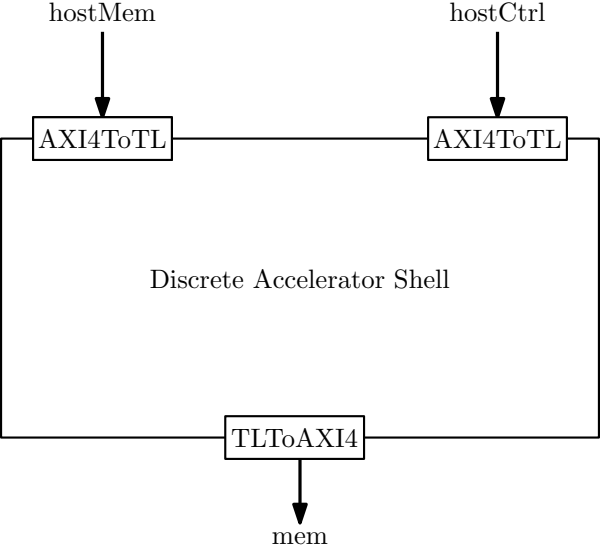 hostMem
hostCtrl
AXI4ToTL
AXI4ToTL
Discrete Accelerator Shell
TLToAXI4
mem